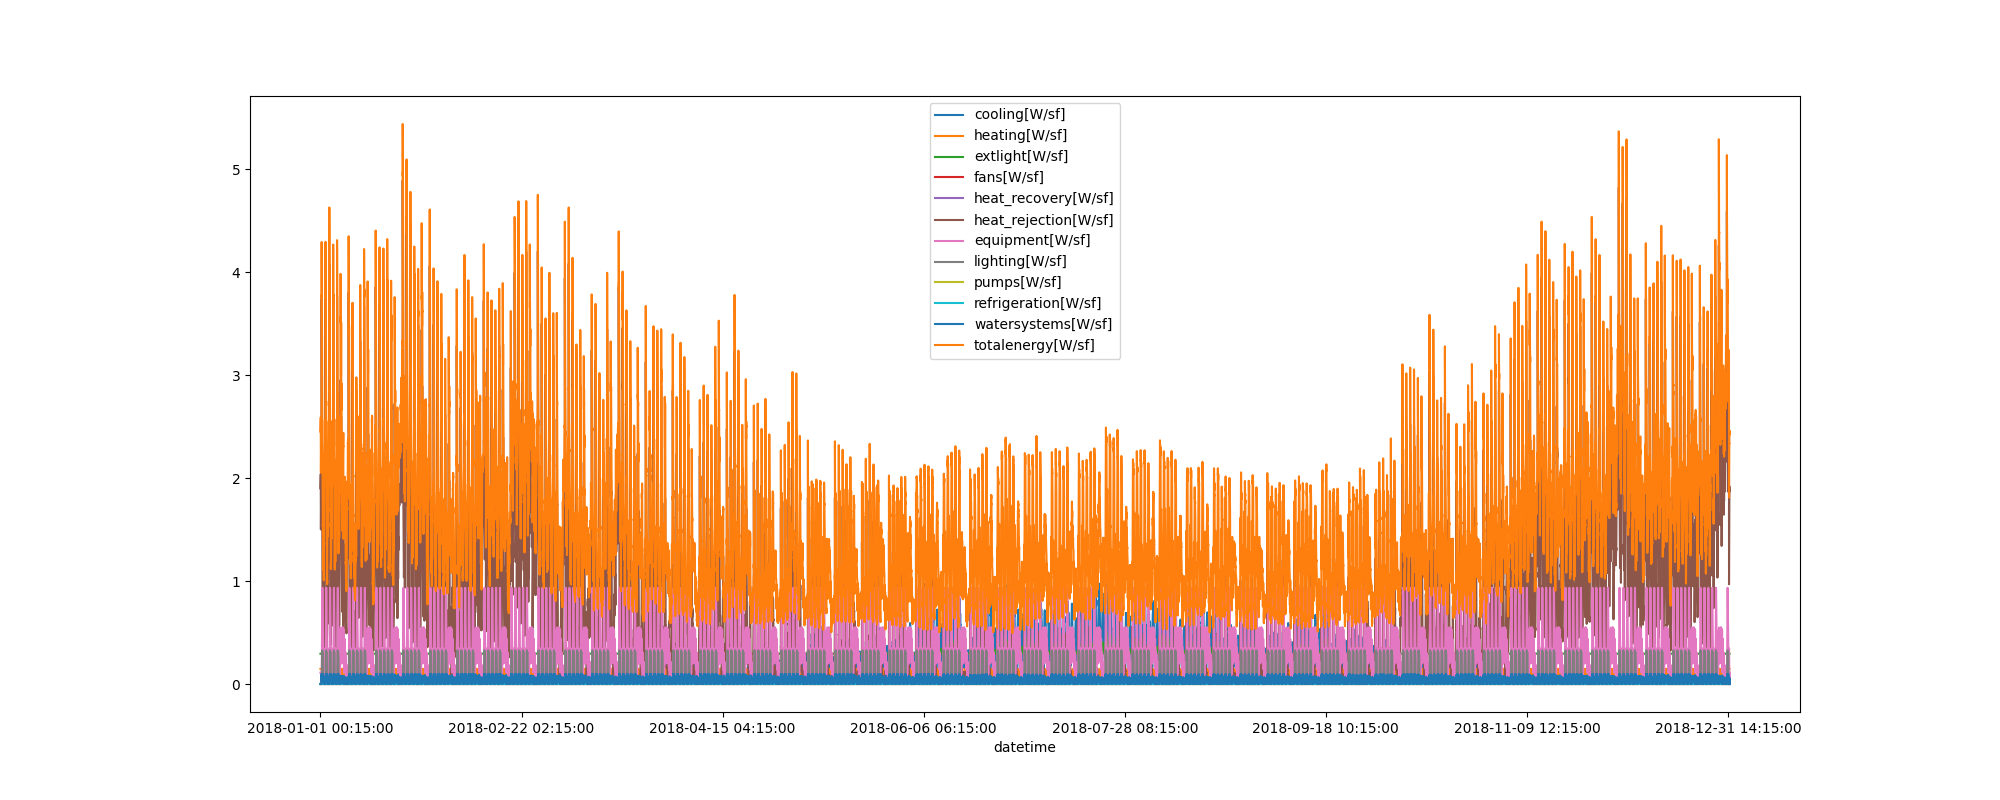 cooling[W/sf]
heating[W/sf]
extlight[W/sf]
fans[W/sf]
heat_recovery[W/sf]
heat_rejection[W/sf]
equipment[W/sf]
lighting[W/sf]
pumps[W/sf]
refrigeration[W/sf]
watersystems[W/sf]
totalenergy[W/sf]
5
4
3
2
1
0
2018-01-01 00:15:00 2018-02-22 02:15:00 2018-04-15 04:15:00 2018-06-06 06:15:00 2018-07-28 08:15:00 2018-09-18 10:15:00 2018-11-09 12:15:00 2018-12-31 14:15:00
datetime